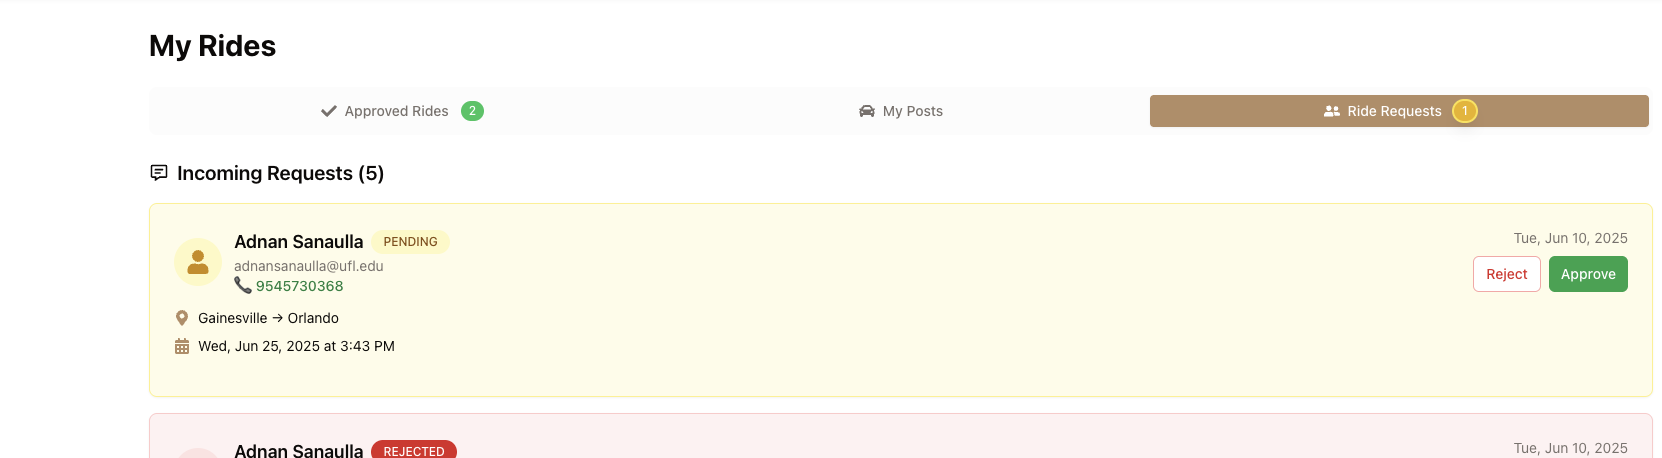 My Rides
Approved Rides 2 My Posts Ride Requests 1
Incoming Requests (5)
Adnan Sanaulla PENDING Tue, Jun 10, 2025
adnansanaulla@ufl.edu
Reject Approve
9545730368
Gainesville → Orlando
Wed, Jun 25, 2025 at 3:43 PM
Adnan Sanaulla REJECTED Tue, Jun 10, 2025